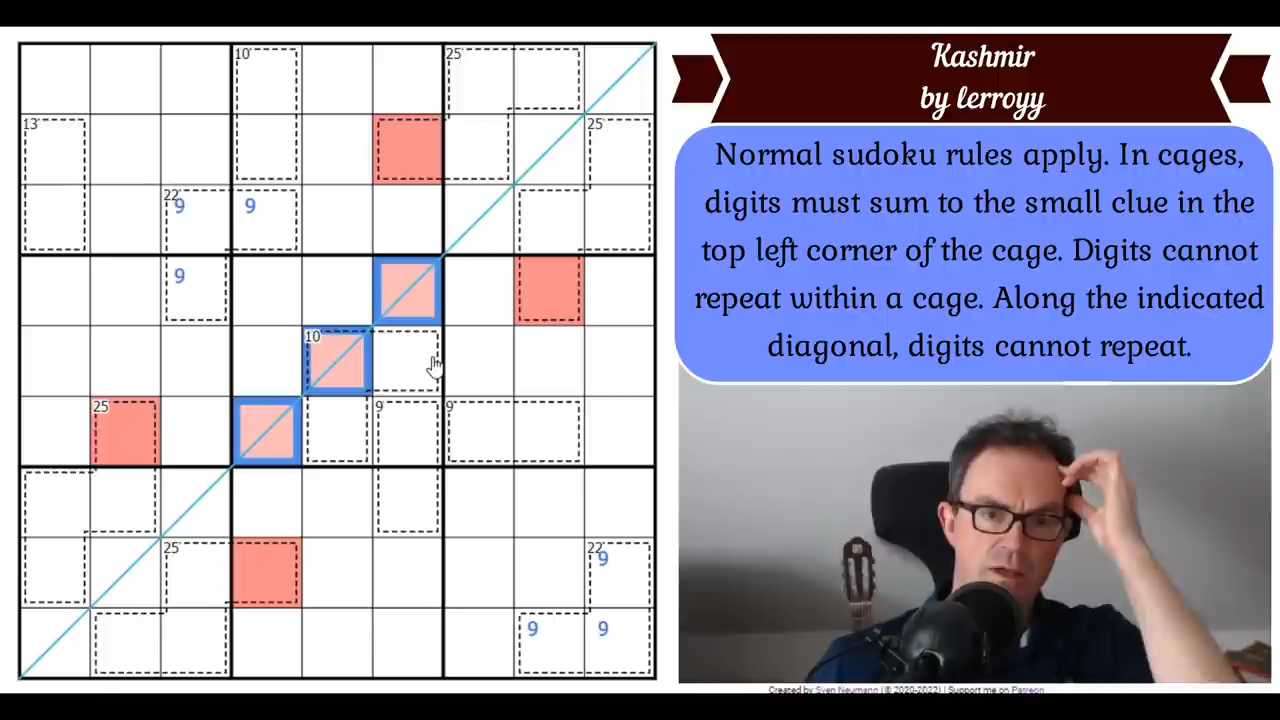 Kashmir
by lerroyy
Normal sudoku rules apply. In cages,
digits must sum to the small clue in the
top left corner of the cage. Digits cannot
repeat within a cage. Along the indicated
diagonal, digits cannot repeat.
10 25
13 25
22 9 9
9
10
25 9 9
25 22 9
9 9
Created by Sven Neumann (© 2020-2022) | Support me on Patreon